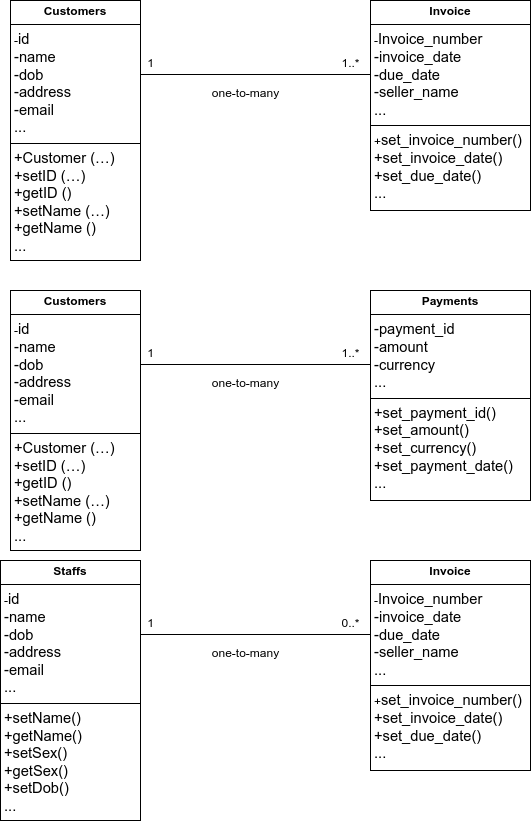 Customers
-id
-name
-dob
-address
-email
...
+Customer (…)
+setID (…)
+getID ()
+setName (…)
+getName ()
...
1
1..*
one-to-many
Invoice
-Invoice_number
-invoice_date
-due_date
-seller_name
...
+set_invoice_number()
+set_invoice_date()
+set_due_date()
...
Customers
-id
-name
-dob
-address
-email
...
+Customer (…)
+setID (…)
+getID ()
+setName (…)
+getName ()
...
1
1..*
one-to-many
Payments
-payment_id
-amount
-currency
...
+set_payment_id()
+set_amount()
+set_currency()
+set_payment_date()
...
Staffs
-id
-name
-dob
-address
-email
...
+setName()
+getName()
+setSex()
+getSex()
+setDob()
...
1
0..*
one-to-many
Invoice
-Invoice_number
-invoice_date
-due_date
-seller_name
...
+set_invoice_number()
+set_invoice_date()
+set_due_date()
...